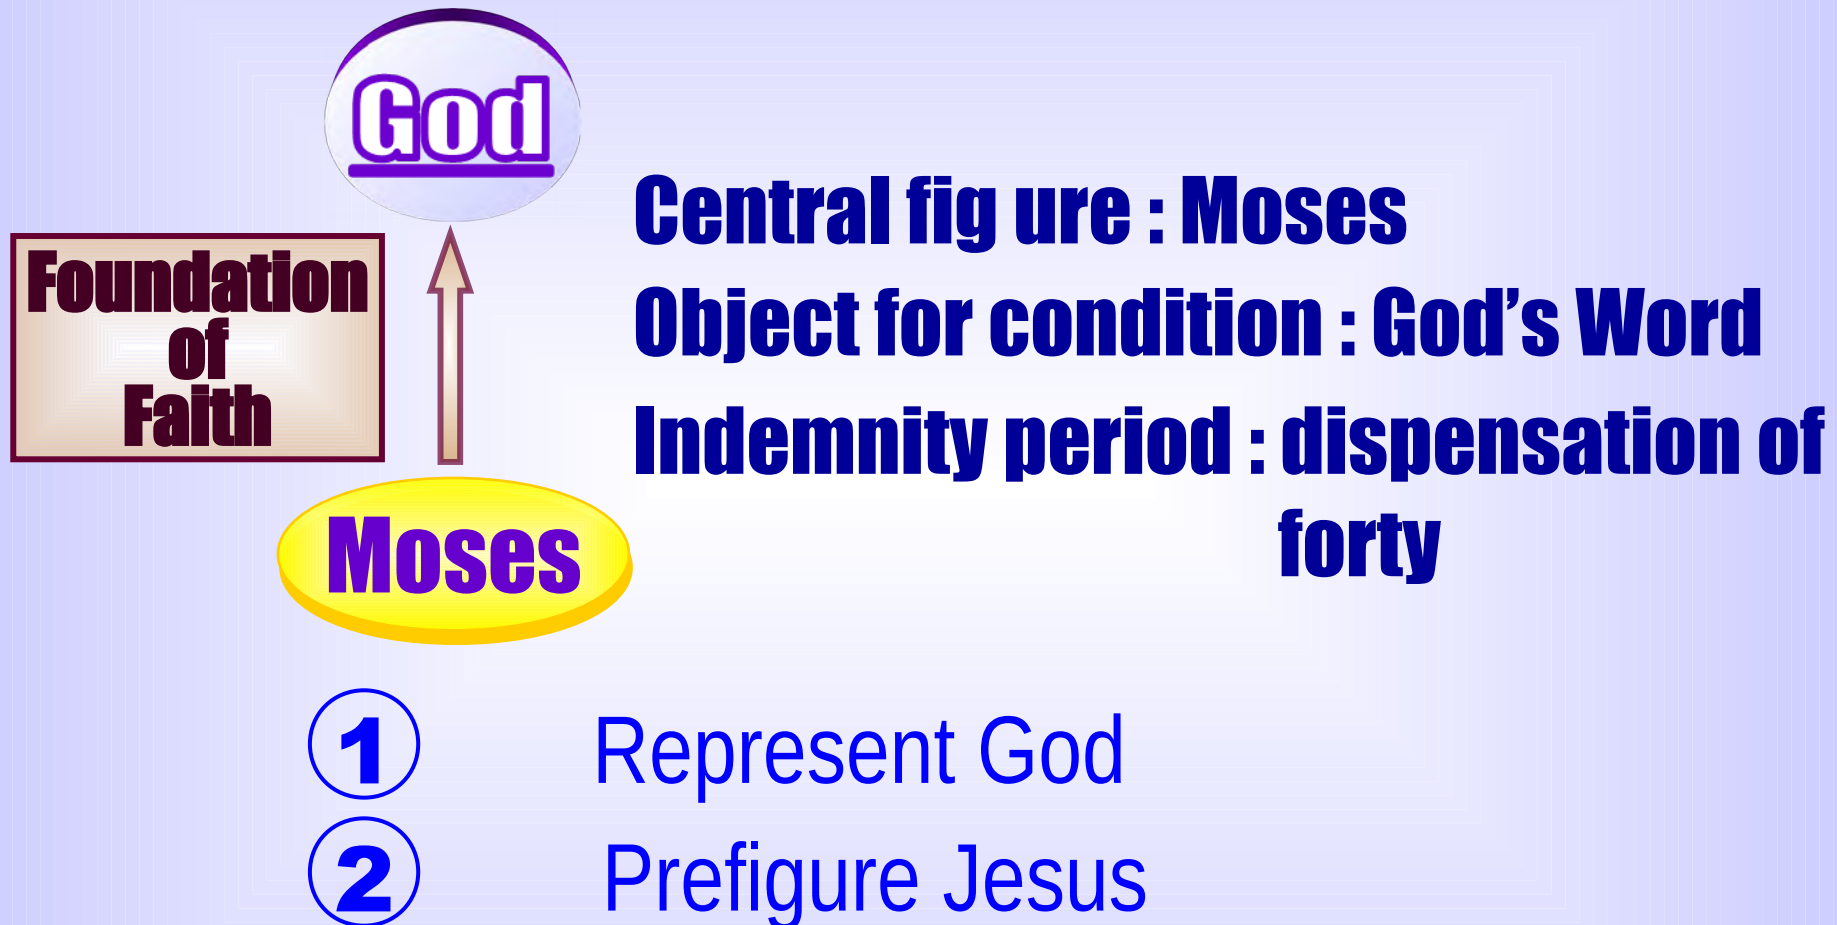 God
Foundation
of
Faith
Moses
Central fig ure : Moses
Object for condition : God’s Word
Indemnity period : dispensation of
forty
1 Represent God
2 Prefigure Jesus